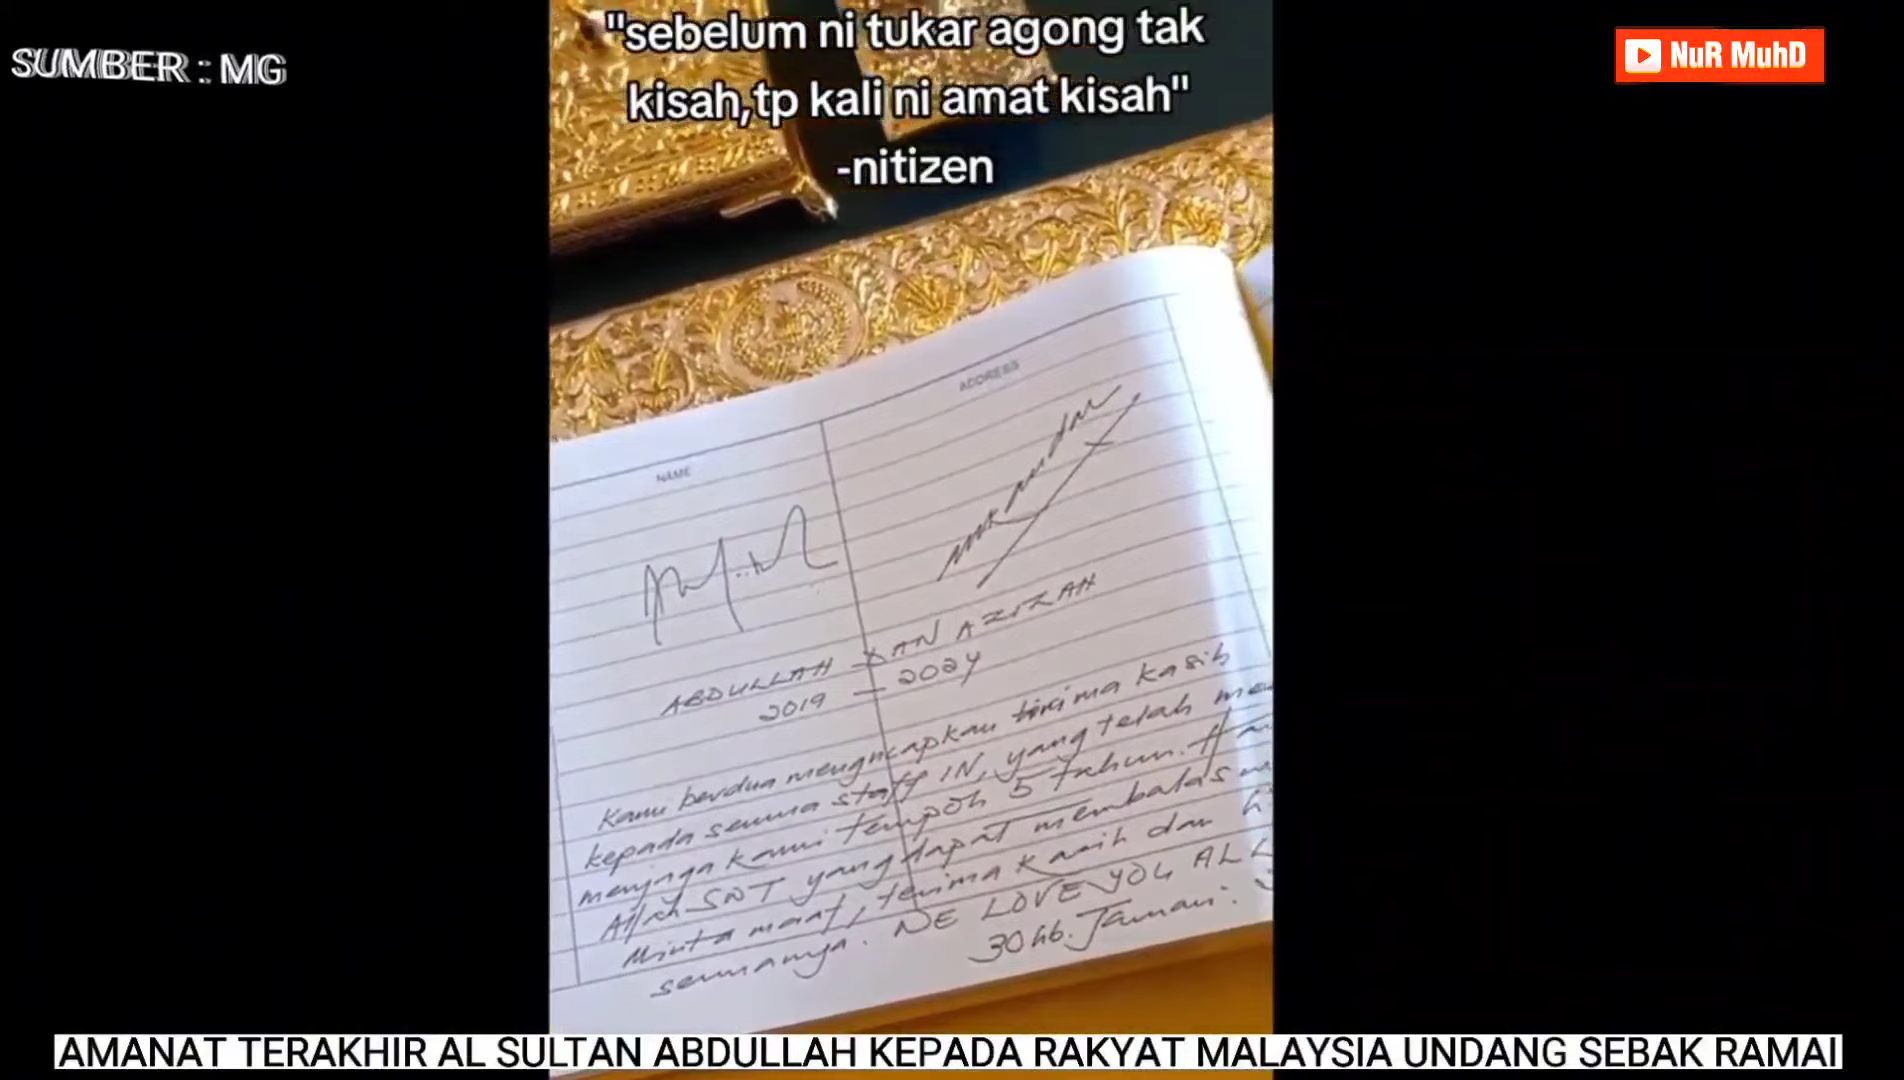 SUMBER : MG
NuR MuhD
"sebelum ni tukar agong tak
kisah,tp kali ni amat kisah"
-nitizen
NAME
ADDRESS
ABDULLAH DAN AZIZAH
2019 — 2024
Kami berdua mengucapkan terima kasih
kepada semua staff IN, yang telah
menjaga kami tempoh 5 tahun.
Allah SWT yang dapat membalas
Minta maaf, terima kasih dan
semuanya. WE LOVE YOU ALL
30 hb. Januari.
AMANAT TERAKHIR AL SULTAN ABDULLAH KEPADA RAKYAT MALAYSIA UNDANG SEBAK RAMAI